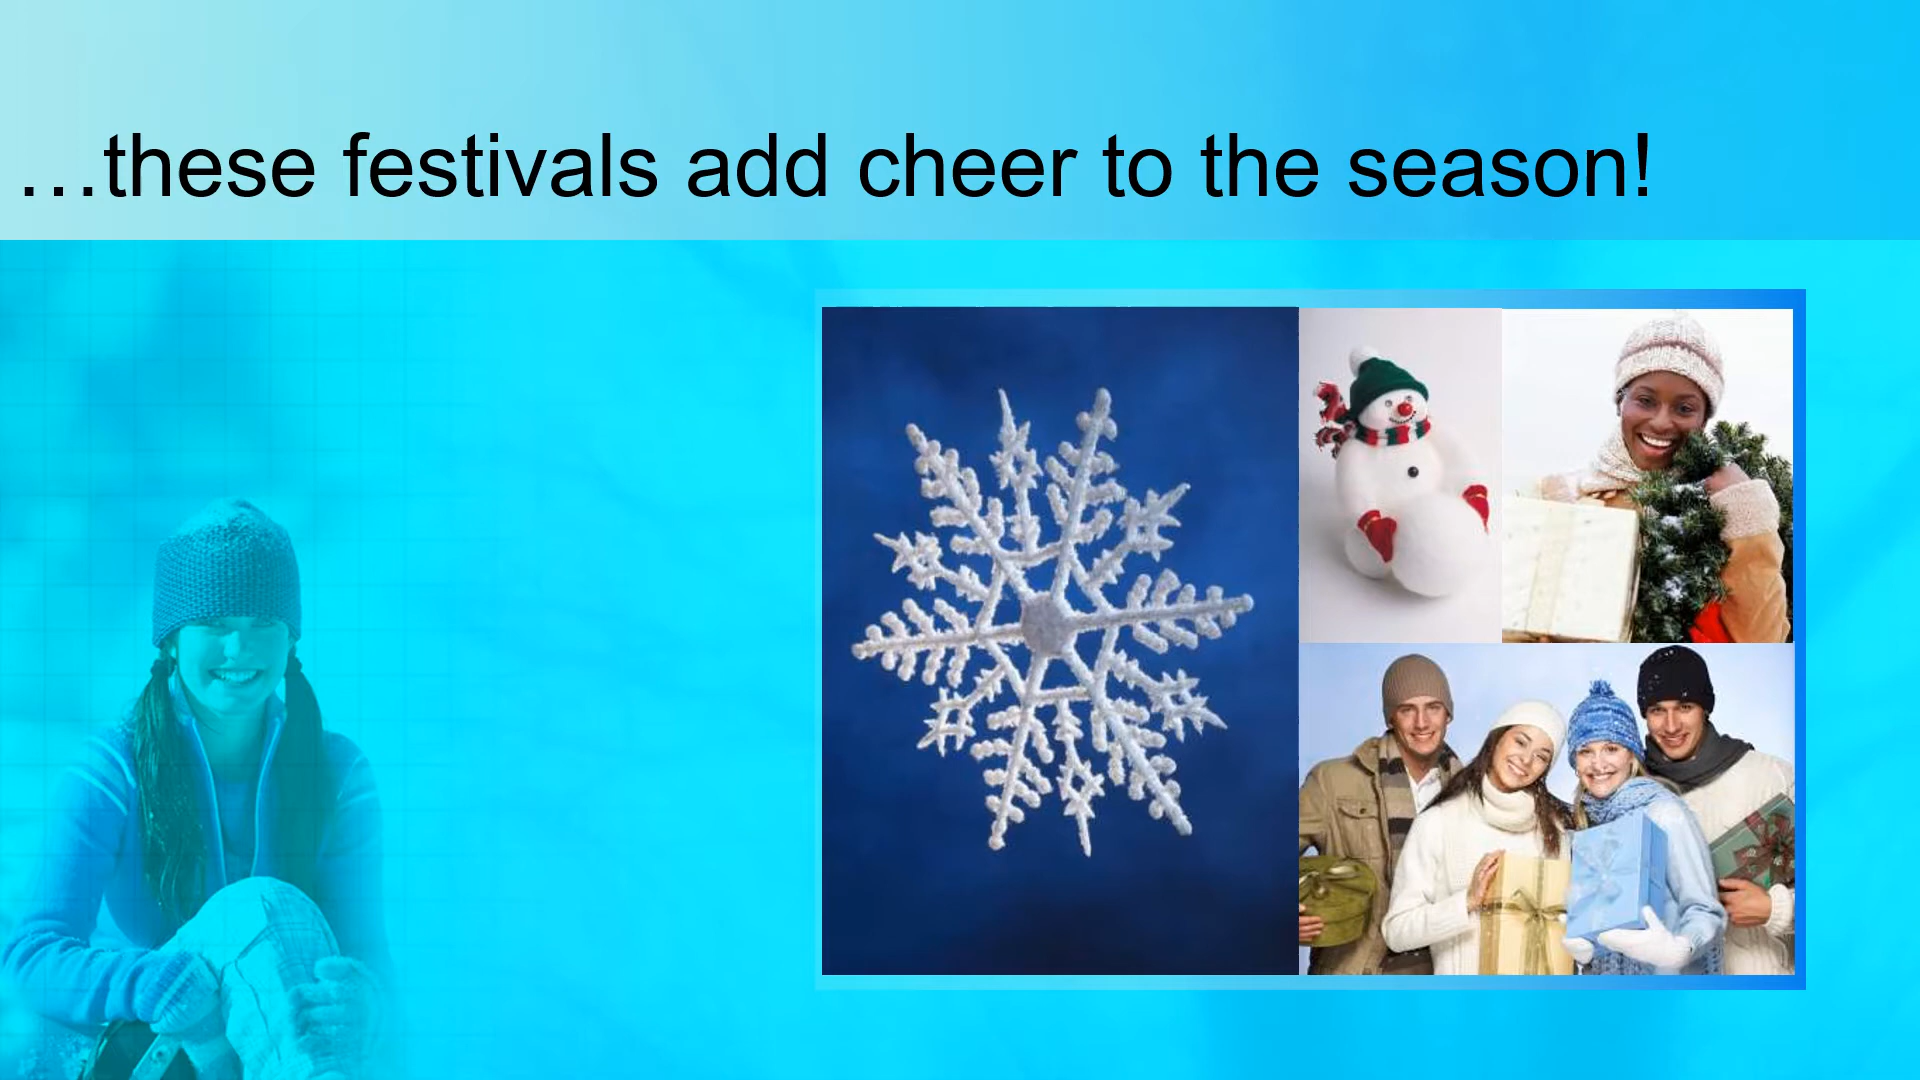 …these festivals add cheer to the season!